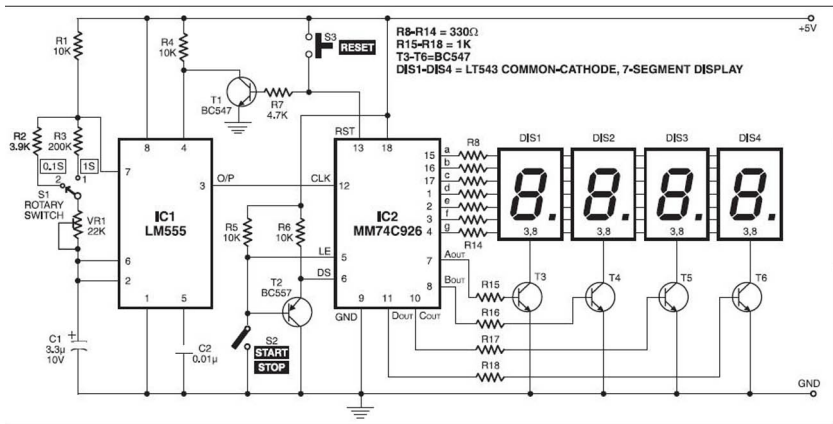 R8-R14 = 330Ω
R15-R18 = 1K
T3-T6=BC547
DIS1-DIS4 = LT543 COMMON-CATHODE, 7-SEGMENT DISPLAY
+5V
R1
10K
R4
10K
S3
RESET
T1
BC547
R7
4.7K
R2
3.9K
R3
200K
0.1S
1S
2
1
S1
ROTARY
SWITCH
VR1
22K
8
4
7
3
O/P
IC1
LM555
6
2
1
5
C1
3.3µ
10V
+
C2
0.01µ
R5
10K
R6
10K
T2
BC557
S2
START
STOP
RST
13
18
CLK
12
IC2
MM74C926
LE
5
DS
6
9
GND
11
10
DOUT
COUT
15
16
17
1
2
3
4
7
8
a
b
c
d
e
f
g
R8
R14
AOUT
BOUT
R15
R16
R17
R18
DIS1
DIS2
DIS3
DIS4
8.
8.
8.
8.
3,8
3,8
3,8
3,8
T3
T4
T5
T6
GND